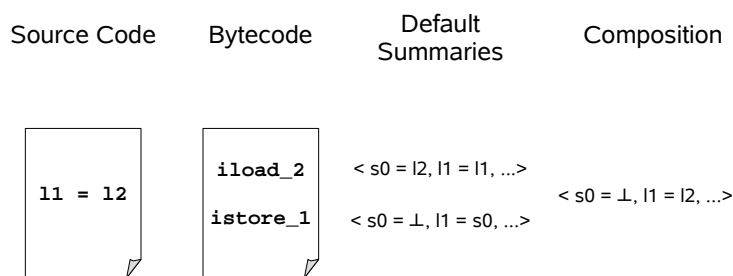 Source Code
Bytecode
Default
Summaries
Composition
l1 = l2
iload_2
istore_1
< s0 = l2, l1 = l1, ...>
< s0 = ⊥, l1 = s0, ...>
< s0 = ⊥, l1 = l2, ...>